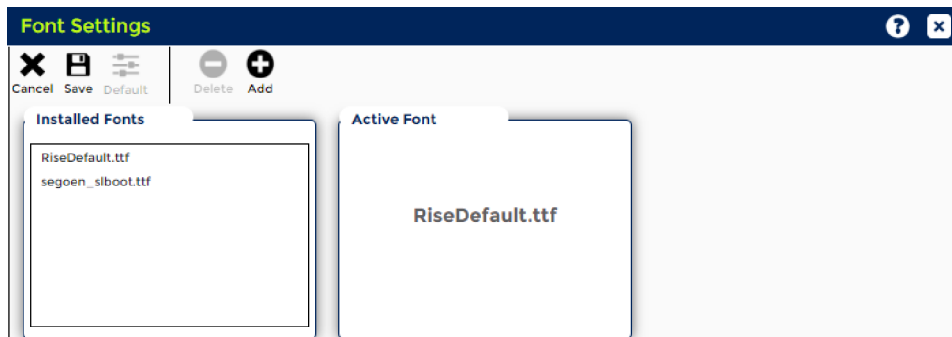 Font Settings
Cancel Save Default Delete Add
Installed Fonts
RiseDefault.ttf
segoen_slboot.ttf
Active Font
RiseDefault.ttf